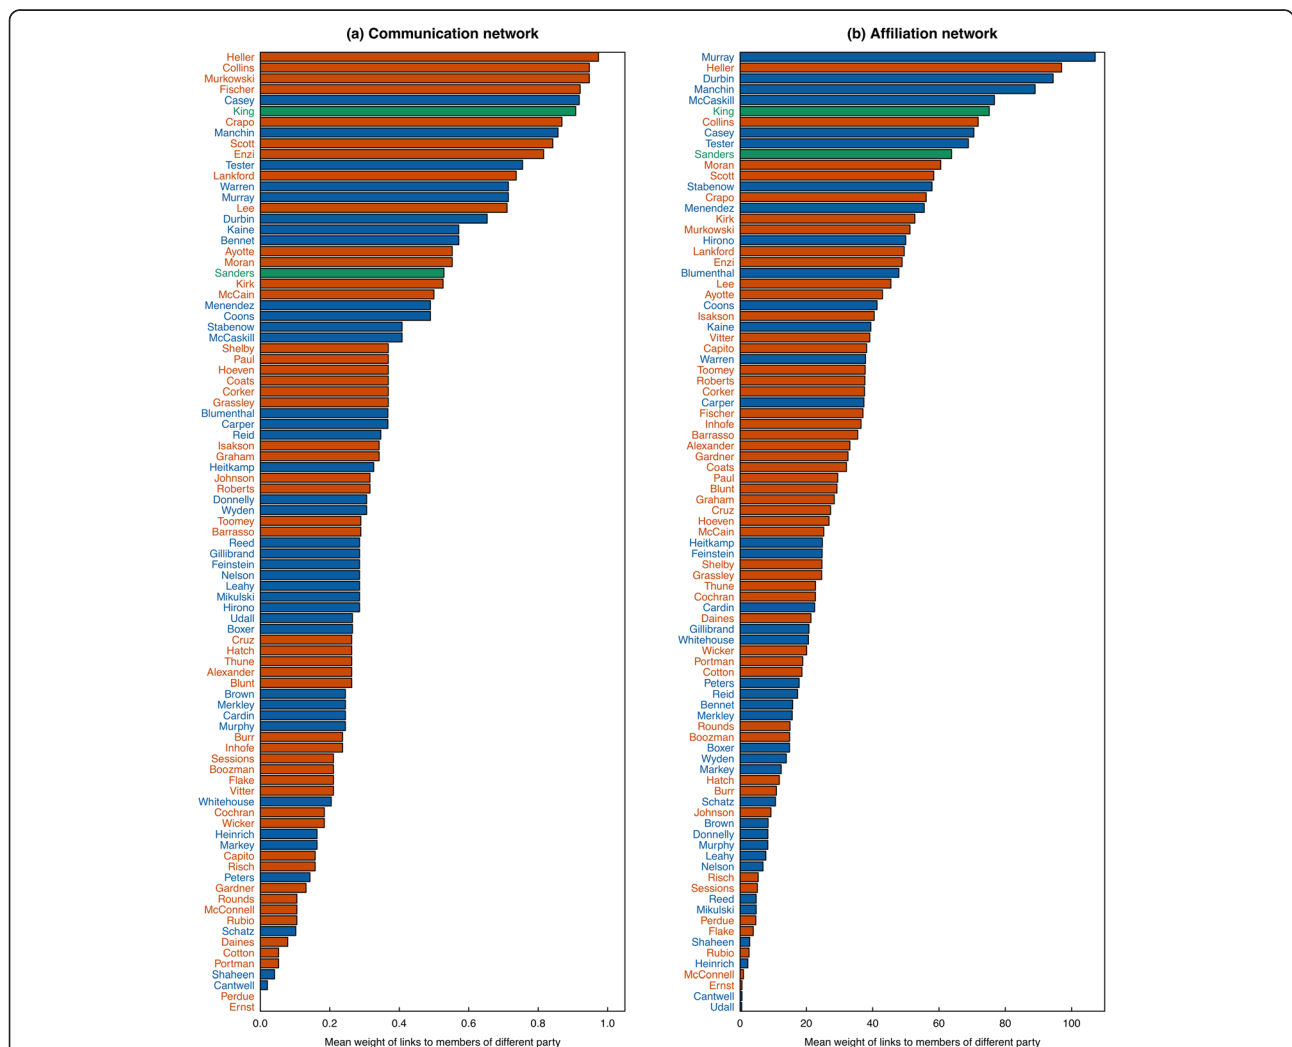 (a) Communication network
Heller
Collins
Murkowski
Fischer
Casey
King
Crapo
Manchin
Scott
Enzi
Tester
Lankford
Warren
Murray
Lee
Durbin
Kaine
Bennet
Ayotte
Moran
Sanders
Kirk
McCain
Menendez
Coons
Stabenow
McCaskill
Shelby
Paul
Hoeven
Coats
Corker
Grassley
Blumenthal
Carper
Reid
Isakson
Graham
Heitkamp
Johnson
Roberts
Donnelly
Wyden
Toomey
Barrasso
Reed
Gillibrand
Feinstein
Nelson
Leahy
Mikulski
Hirono
Udall
Boxer
Cruz
Hatch
Thune
Alexander
Blunt
Brown
Merkley
Cardin
Murphy
Burr
Inhofe
Sessions
Boozman
Flake
Vitter
Whitehouse
Cochran
Wicker
Heinrich
Markey
Capito
Risch
Peters
Gardner
Rounds
McConnell
Rubio
Schatz
Daines
Cotton
Portman
Shaheen
Cantwell
Perdue
Ernst
0.0 0.2 0.4 0.6 0.8 1.0
Mean weight of links to members of different party
(b) Affiliation network
Murray
Heller
Durbin
Manchin
McCaskill
King
Collins
Casey
Tester
Sanders
Moran
Scott
Stabenow
Crapo
Menendez
Kirk
Murkowski
Hirono
Lankford
Enzi
Blumenthal
Lee
Ayotte
Coons
Isakson
Kaine
Vitter
Capito
Warren
Toomey
Roberts
Corker
Carper
Fischer
Inhofe
Barrasso
Alexander
Gardner
Coats
Paul
Blunt
Graham
Cruz
Hoeven
McCain
Heitkamp
Feinstein
Shelby
Grassley
Thune
Cochran
Cardin
Daines
Gillibrand
Whitehouse
Wicker
Portman
Cotton
Peters
Reid
Bennet
Merkley
Rounds
Boozman
Boxer
Wyden
Markey
Hatch
Burr
Schatz
Johnson
Brown
Donnelly
Murphy
Leahy
Nelson
Risch
Sessions
Reed
Mikulski
Perdue
Flake
Shaheen
Rubio
Heinrich
McConnell
Ernst
Cantwell
Udall
0 20 40 60 80 100
Mean weight of links to members of different party